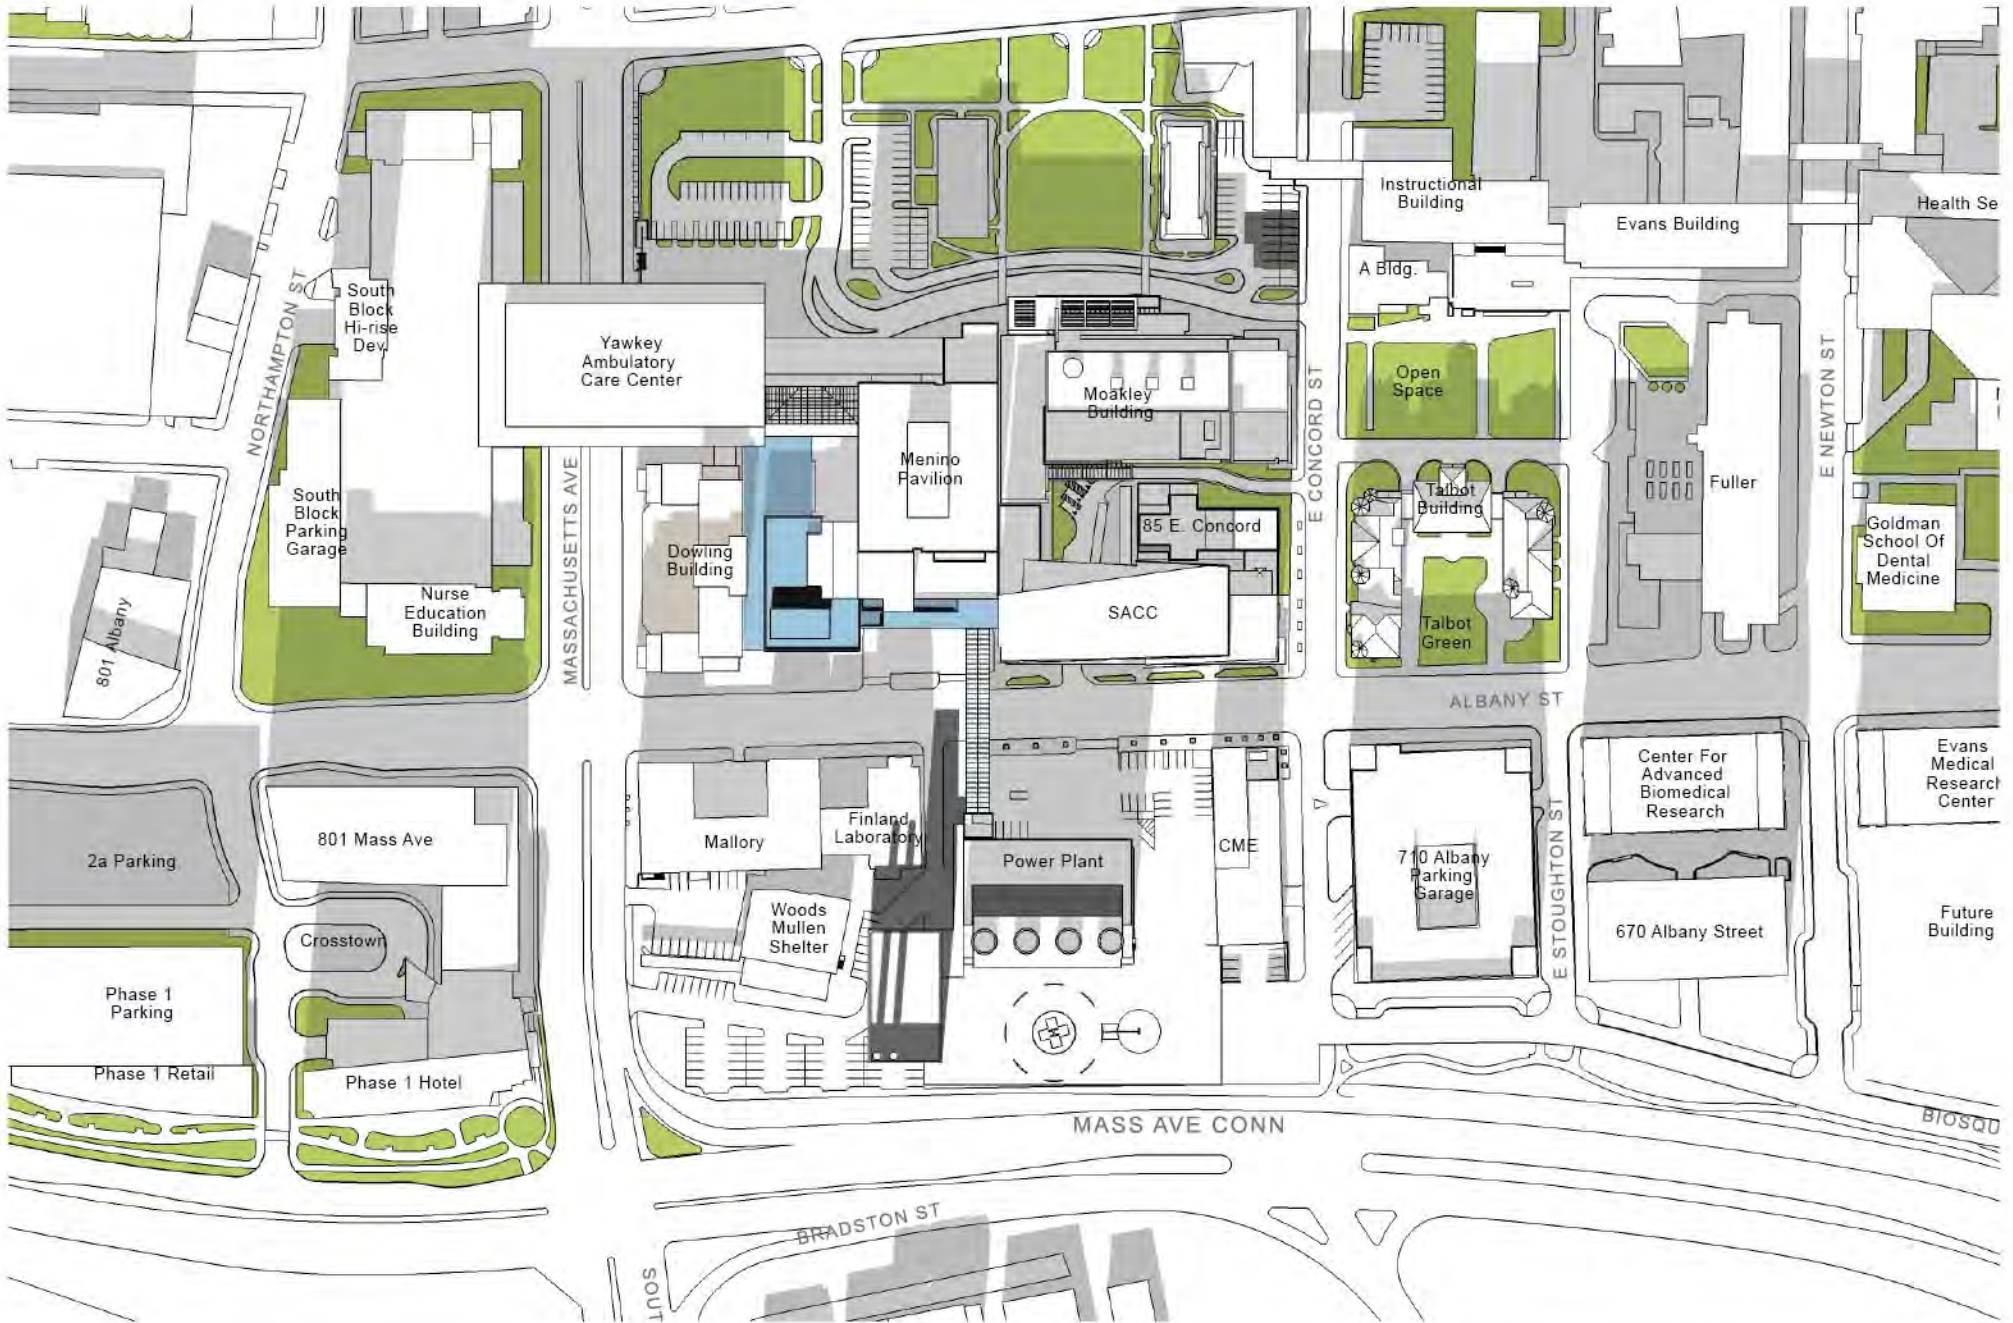 Instructional
Building
Health Se
Evans Building
A Bldg.
South
Block
Hi-rise
Dev.
NORTHAMPTON ST
Yawkey
Ambulatory
Care Center
Moakley
Building
E CONCORD ST
Open
Space
E NEWTON ST
Menino
Pavilion
South
Block
Parking
Garage
MASSACHUSETTS AVE
Dowling
Building
85 E. Concord
Talbot
Building
Fuller
Goldman
School Of
Dental
Medicine
Nurse
Education
Building
801 Albany
SACC
Talbot
Green
ALBANY ST
2a Parking
801 Mass Ave
Mallory
Finland
Laboratory
Power Plant
CME
710 Albany
Parking
Garage
E STOUGHTON ST
Center For
Advanced
Biomedical
Research
Evans
Medical
Research
Center
Crosstown
Woods
Mullen
Shelter
670 Albany Street
Future
Building
Phase 1
Parking
Phase 1 Retail
Phase 1 Hotel
MASS AVE CONN
BIOSQU
BRADSTON ST
SOUT